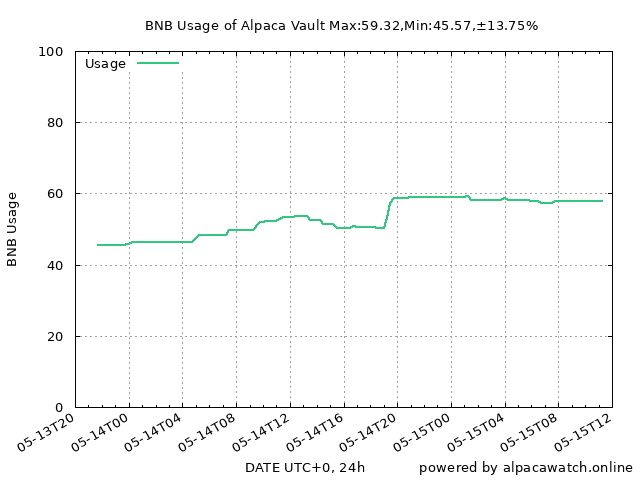 BNB Usage of Alpaca Vault Max:59.32,Min:45.57,±13.75%
Usage
100
80
60
40
20
0
BNB Usage
05-13T20
05-14T00
05-14T04
05-14T08
05-14T12
05-14T16
05-14T20
05-15T00
05-15T04
05-15T08
05-15T12
DATE UTC+0, 24h
powered by alpacawatch.online